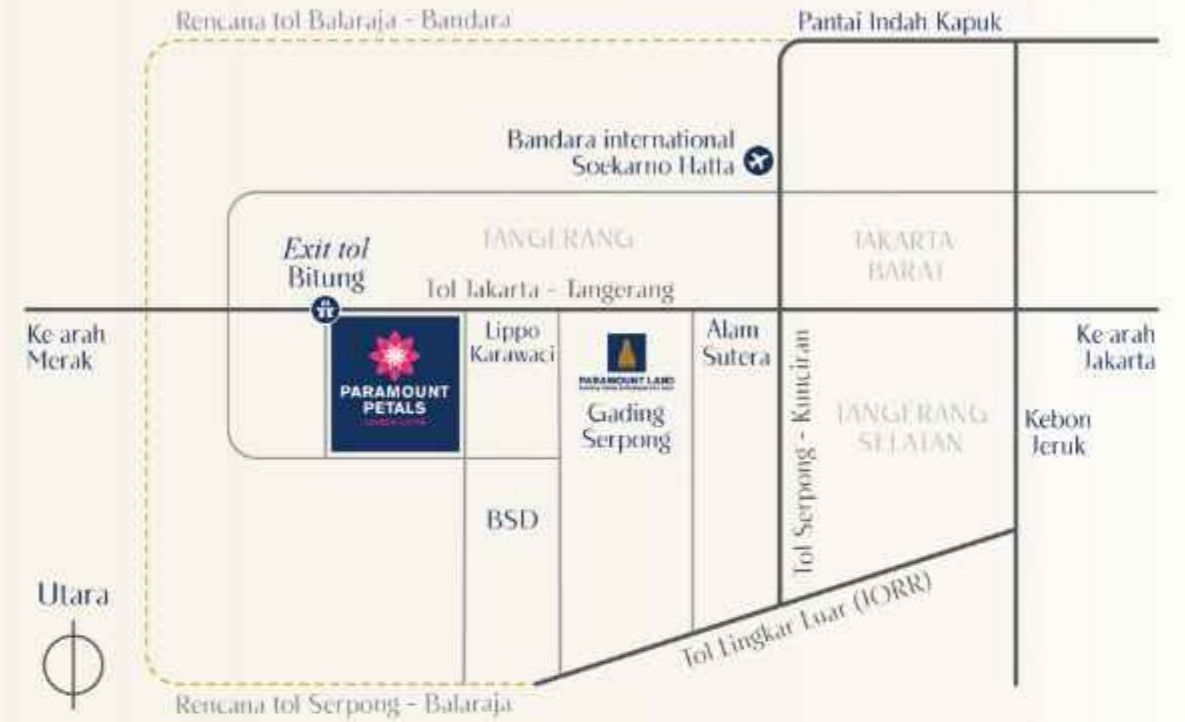 Rencana tol Balaraja - Bandara
Pantai Indah Kapuk
Bandara international
Soekarno Hatta
TANGERANG
JAKARTA
BARAT
Exit tol
Bitung
Tol Jakarta - Tangerang
Ke arah
Merak
PARAMOUNT
PETALS
Lippo
Karawaci
PARAMOUNT LAND
Gading
Serpong
Alam
Sutera
Tol Serpong - Kunciran
TANGERANG
SELATAN
Ke arah
Jakarta
Kebon
Jeruk
BSD
Utara
Tol Lingkar Luar (JORR)
Rencana tol Serpong - Balaraja